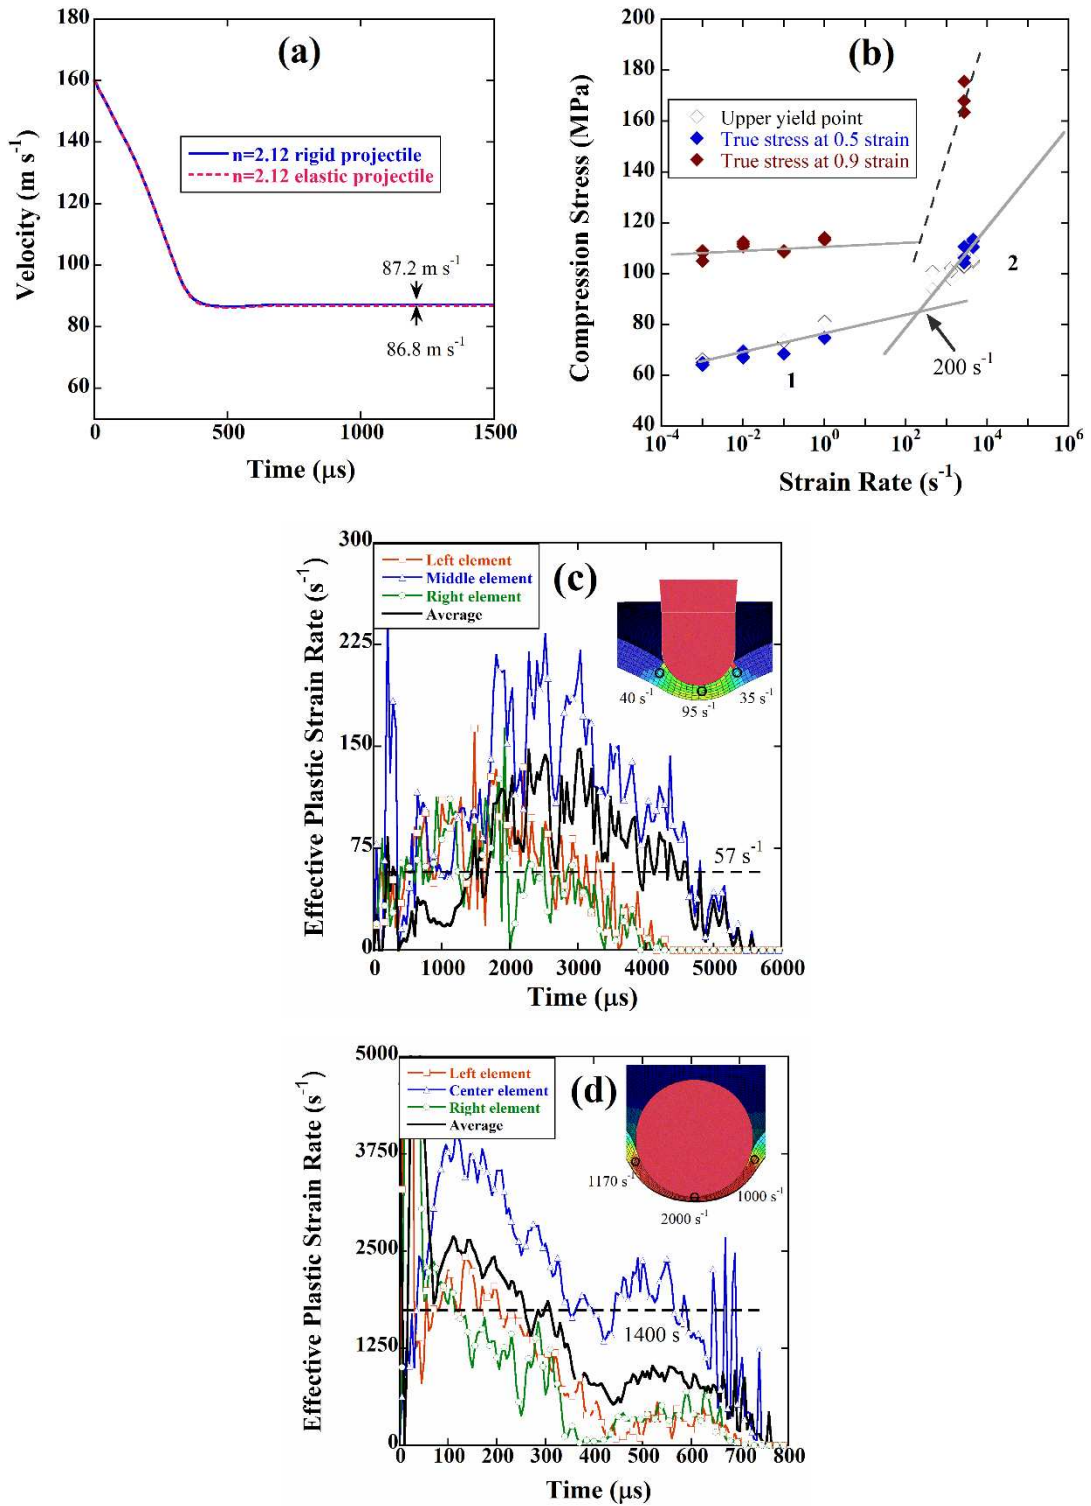 (a)
180
160
140
120
100
80
60
Velocity (m s⁻¹)
n=2.12 rigid projectile
n=2.12 elastic projectile
87.2 m s⁻¹
86.8 m s⁻¹
0 500 1000 1500
Time (μs)
(b)
200
180
160
140
120
100
80
60
40
Compression Stress (MPa)
Upper yield point
True stress at 0.5 strain
True stress at 0.9 strain
2
1
200 s⁻¹
10⁻⁴ 10⁻² 10⁰ 10² 10⁴ 10⁶
Strain Rate (s⁻¹)
(c)
300
225
150
75
0
Effective Plastic Strain Rate (s⁻¹)
Left element
Middle element
Right element
Average
40 s⁻¹
95 s⁻¹
35 s⁻¹
57 s⁻¹
0 1000 2000 3000 4000 5000 6000
Time (μs)
(d)
5000
3750
2500
1250
0
Effective Plastic Strain Rate (s⁻¹)
Left element
Center element
Right element
Average
1170 s⁻¹
2000 s⁻¹
1000 s⁻¹
1400 s⁻¹
0 100 200 300 400 500 600 700 800
Time (μs)